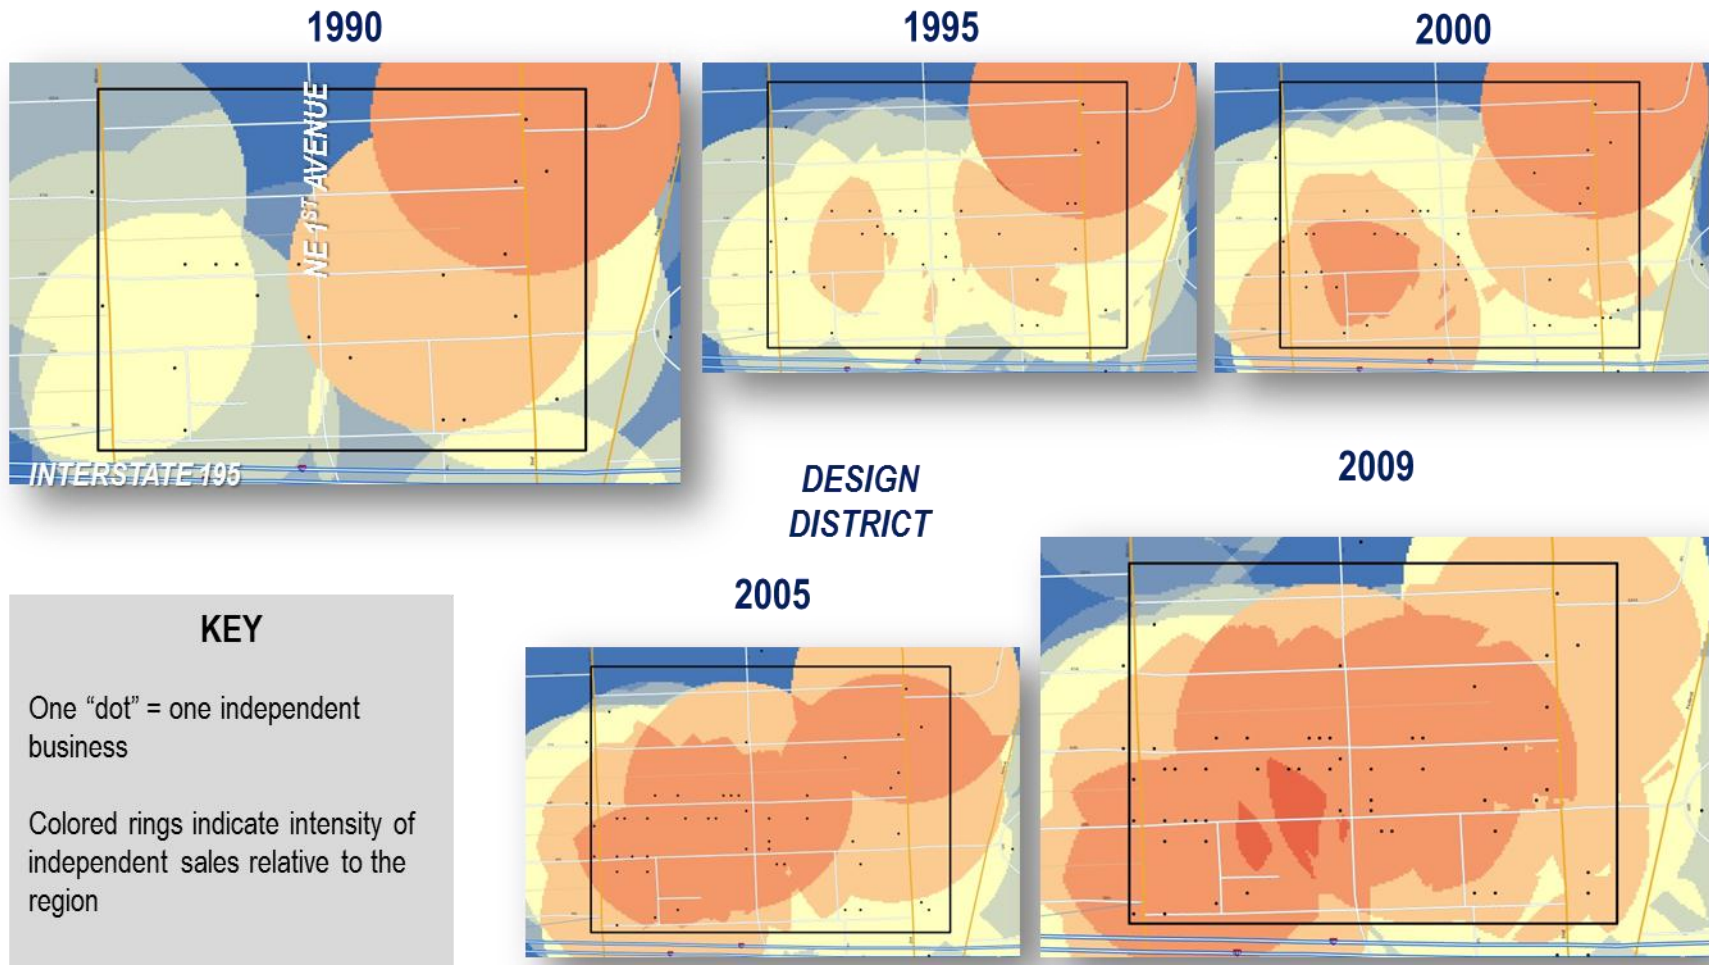 1990
1995
2000
NE 1ST AVENUE
INTERSTATE 195
DESIGN
DISTRICT
2009
2005
KEY
One “dot” = one independent
business
Colored rings indicate intensity of
independent sales relative to the
region